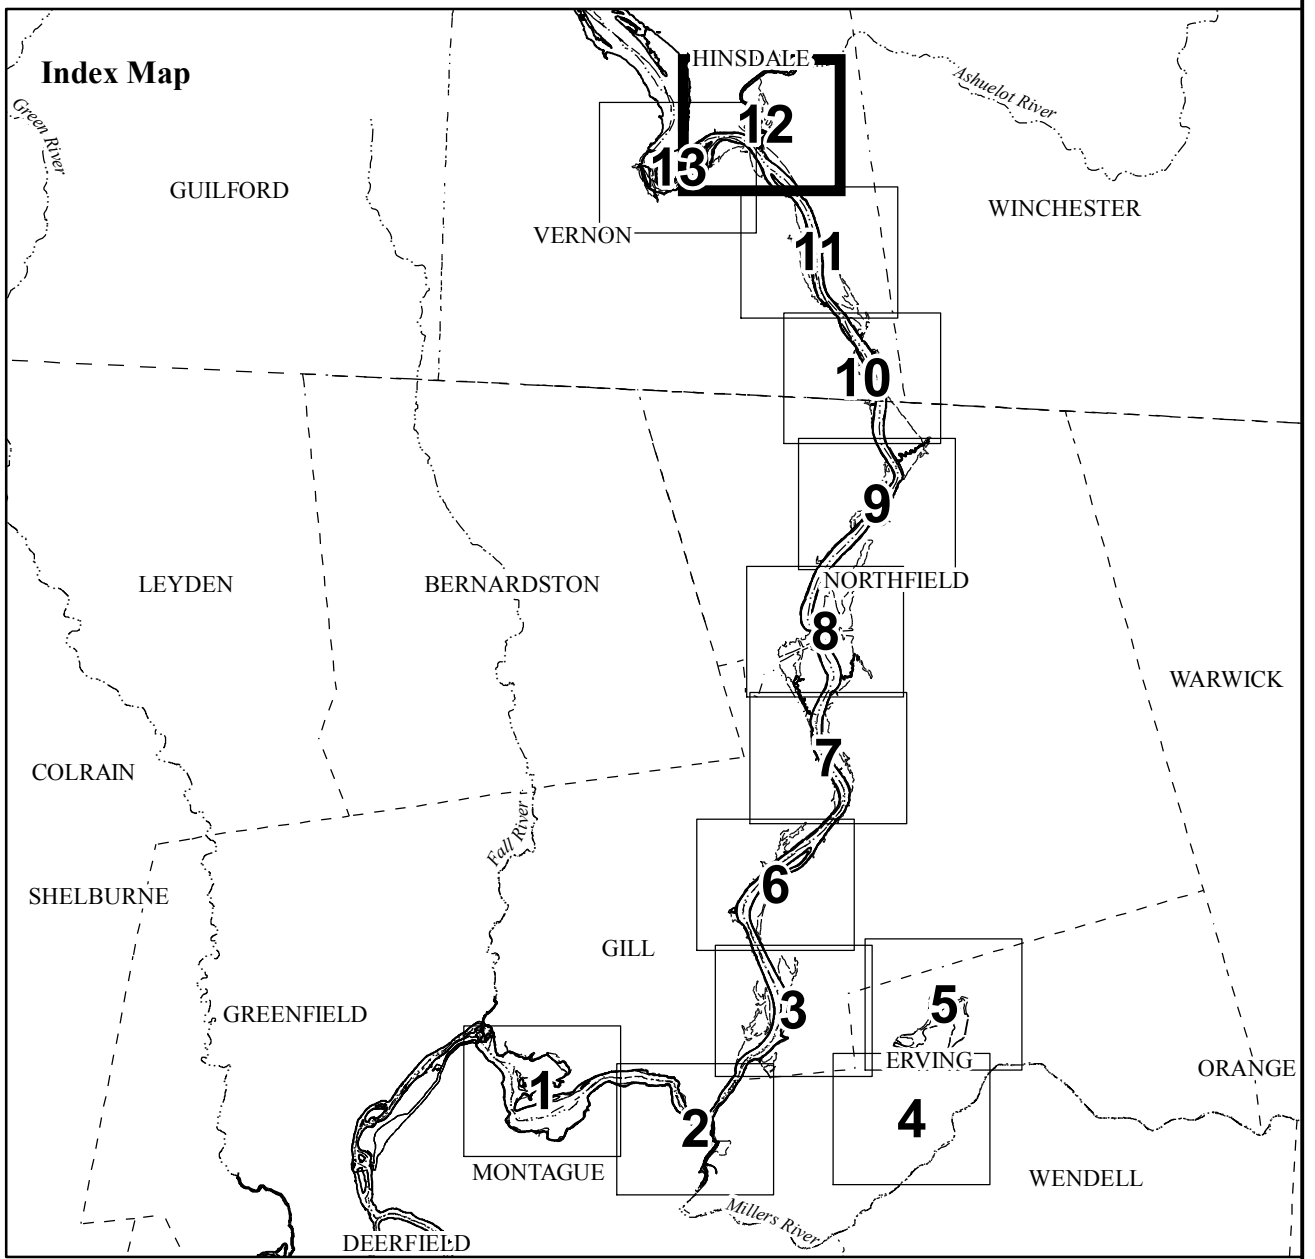 HINSDALE
Index Map
Ashuelot River
Green River
12
13
GUILFORD
WINCHESTER
VERNON
11
10
9
NORTHFIELD
LEYDEN
BERNARDSTON
8
WARWICK
7
COLRAIN
Fall River
6
SHELBURNE
GILL
5
3
GREENFIELD
ERVING
ORANGE
1
4
2
MONTAGUE
WENDELL
Millers River
DEERFIELD